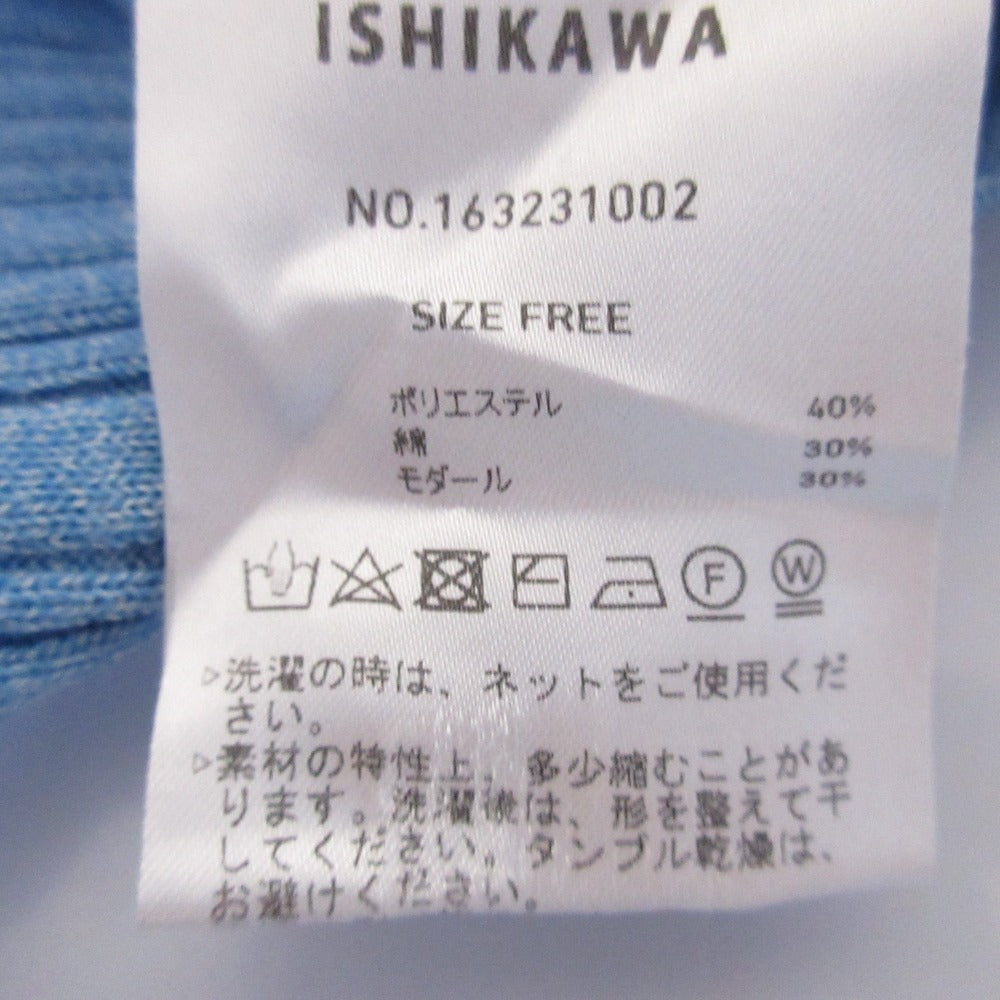 ISHIKAWA
NO.163231002
SIZE FREE
ポリエステル 40%
綿 30%
モダール 30%
F W
▷洗濯の時は、ネットをご使用くだ
さい。
▷素材の特性上、多少縮むことがあ
ります。洗濯後は、形を整えて干
してください。タンブル乾燥は、
お避けください。